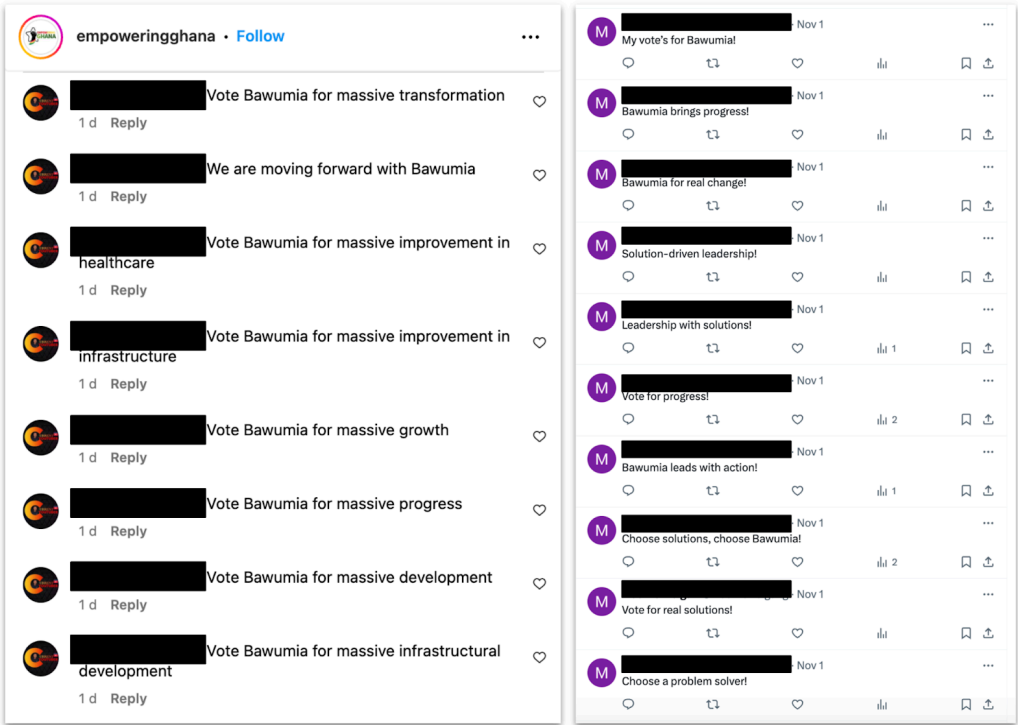 empoweringghana • Follow
Vote Bawumia for massive transformation
1 d Reply
We are moving forward with Bawumia
1 d Reply
Vote Bawumia for massive improvement in
healthcare
1 d Reply
Vote Bawumia for massive improvement in
infrastructure
1 d Reply
Vote Bawumia for massive growth
1 d Reply
Vote Bawumia for massive progress
1 d Reply
Vote Bawumia for massive development
1 d Reply
Vote Bawumia for massive infrastructural
development
1 d Reply
M
· Nov 1
My vote's for Bawumia!
M
· Nov 1
Bawumia brings progress!
M
· Nov 1
Bawumia for real change!
M
· Nov 1
Solution-driven leadership!
M
· Nov 1
Leadership with solutions!
1
M
· Nov 1
Vote for progress!
2
M
· Nov 1
Bawumia leads with action!
1
M
· Nov 1
Choose solutions, choose Bawumia!
2
M
· Nov 1
Vote for real solutions!
M
· Nov 1
Choose a problem solver!